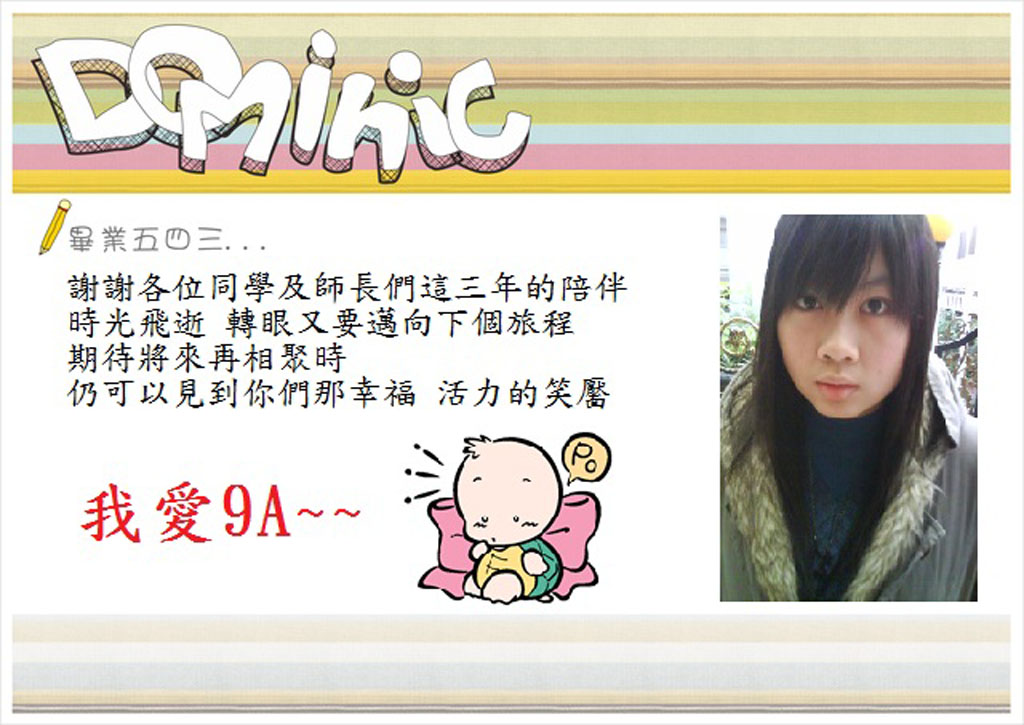 Dominic
畢業五四三...
謝謝各位同學及師長們這三年的陪伴
時光飛逝 轉眼又要邁向下個旅程
期待將來再相聚時
仍可以見到你們那幸福 活力的笑靨
Po
我愛9A~~